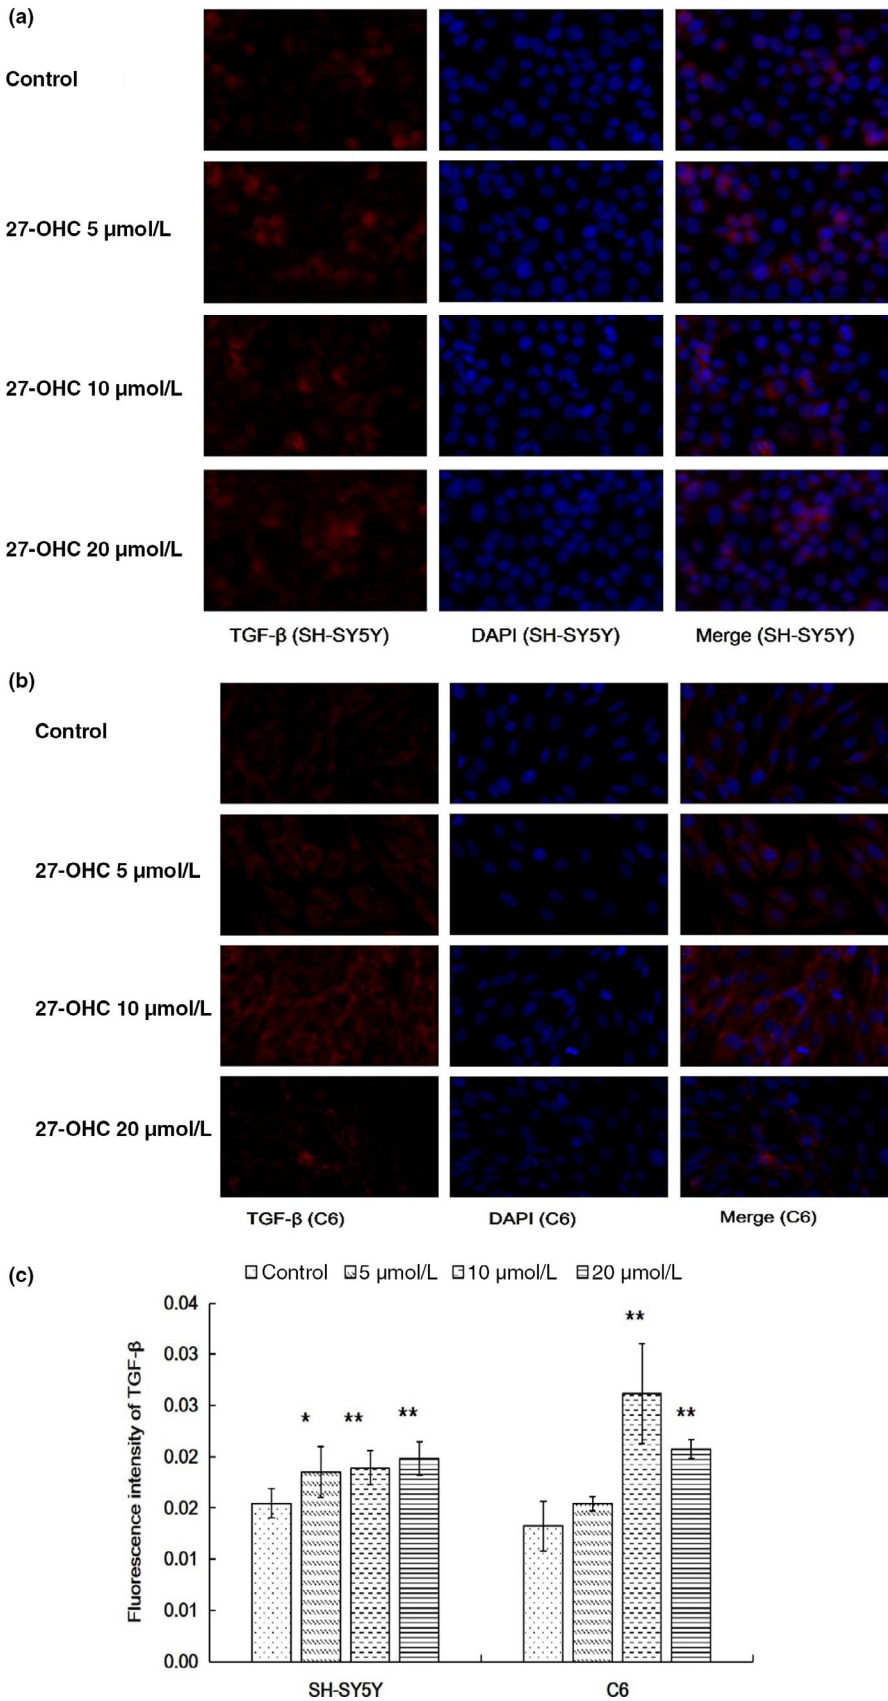 (a)
Control
27-OHC 5 µmol/L
27-OHC 10 µmol/L
27-OHC 20 µmol/L
TGF-β (SH-SY5Y) DAPI (SH-SY5Y) Merge (SH-SY5Y)
(b)
Control
27-OHC 5 µmol/L
27-OHC 10 µmol/L
27-OHC 20 µmol/L
TGF-β (C6) DAPI (C6) Merge (C6)
(c)
Control 5 µmol/L 10 µmol/L 20 µmol/L
Fluorescence intensity of TGF-β
0.04
0.03
0.03
0.02
0.02
0.01
0.01
0.00
* ** ** ** **
SH-SY5Y C6